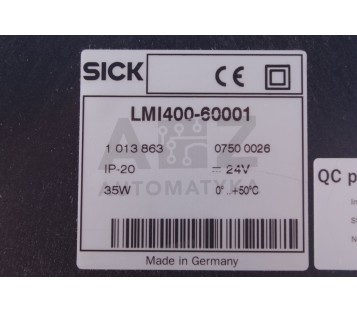 SICK
CE
LMI400-60001
1 013 863 0750 0026
IP-20 = 24V
35W 0°...+50°C
Made in Germany
QC p
AUTOMATYKA